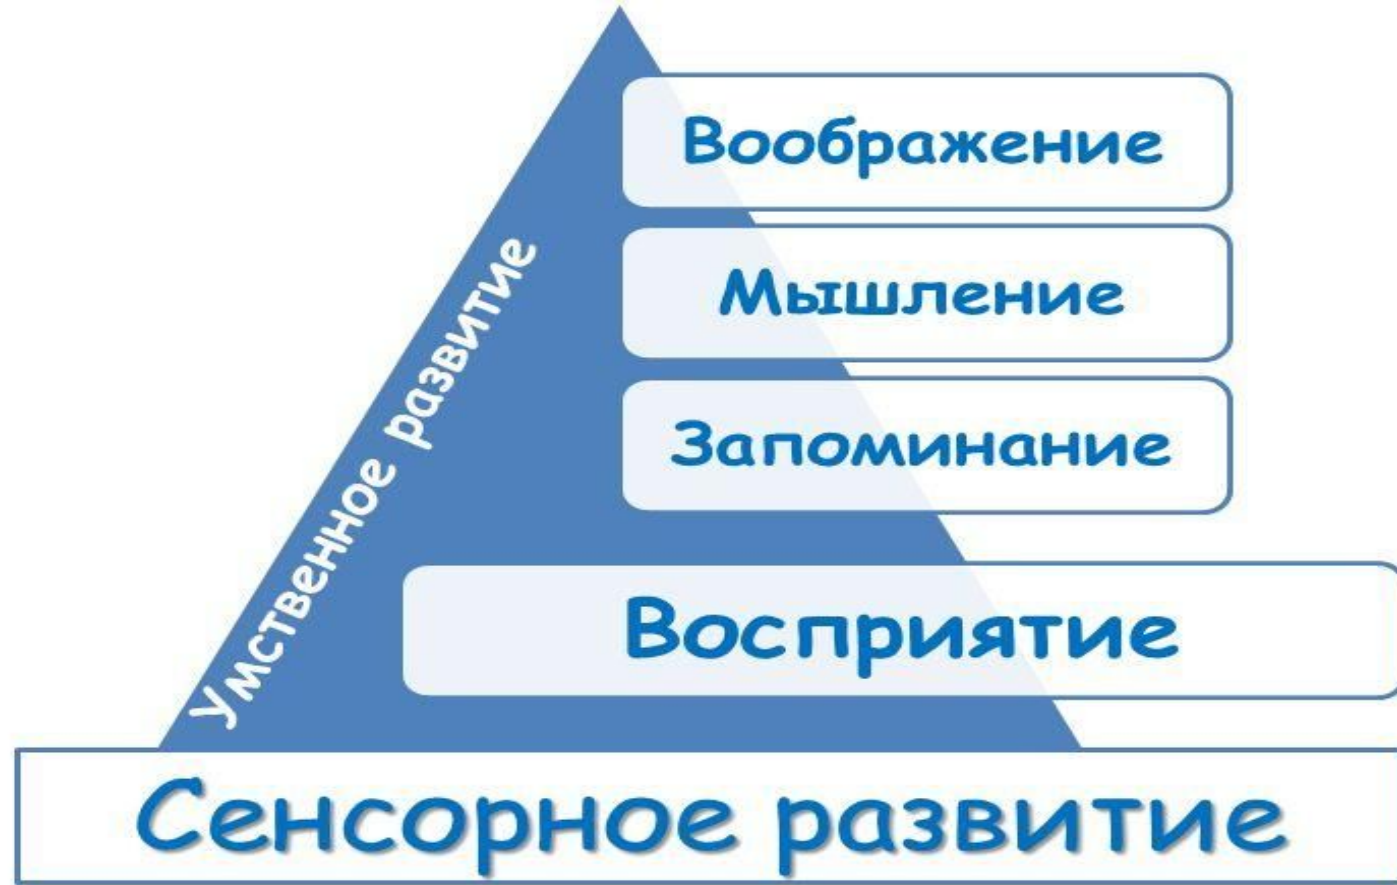 Воображение
Мышление
Запоминание
Восприятие
Умственное развитие
Сенсорное развитие